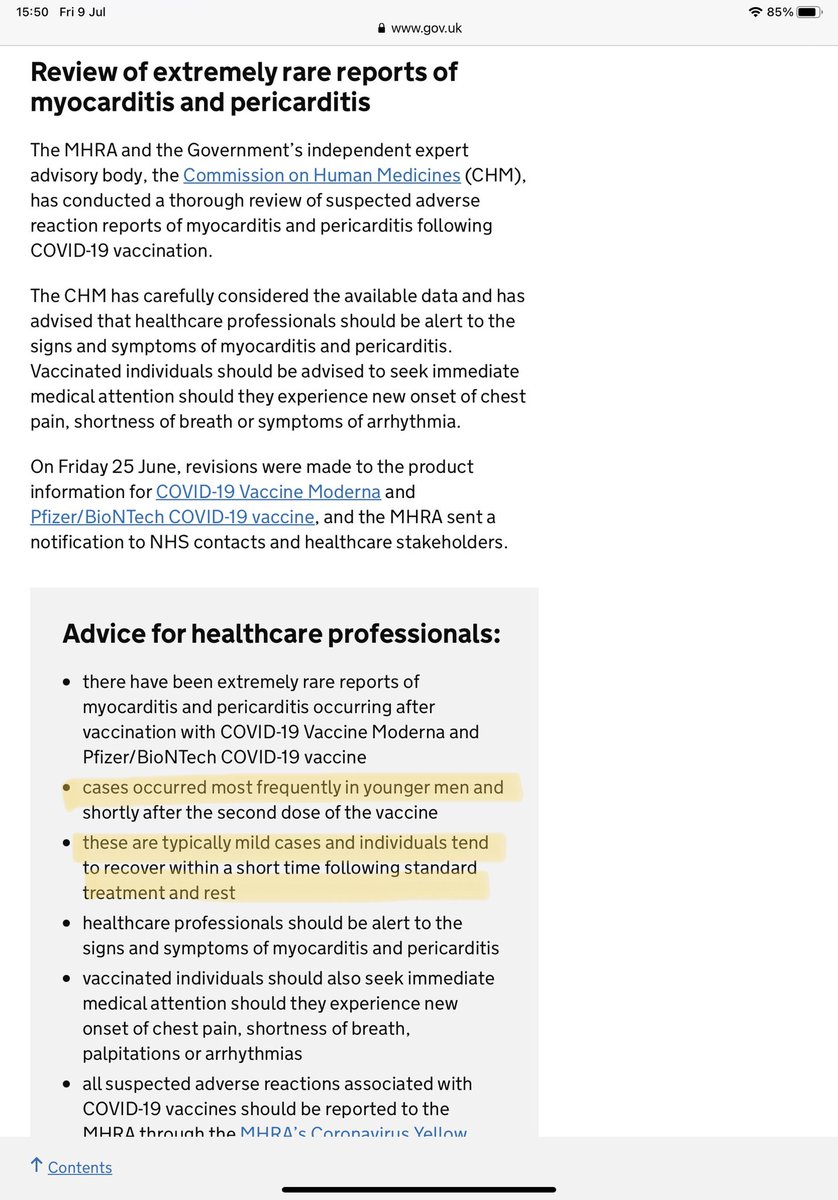 15:50 Fri 9 Jul
85%
www.gov.uk
Review of extremely rare reports of
myocarditis and pericarditis
The MHRA and the Government's independent expert
advisory body, the Commission on Human Medicines (CHM),
has conducted a thorough review of suspected adverse
reaction reports of myocarditis and pericarditis following
COVID-19 vaccination.
The CHM has carefully considered the available data and has
advised that healthcare professionals should be alert to the
signs and symptoms of myocarditis and pericarditis.
Vaccinated individuals should be advised to seek immediate
medical attention should they experience new onset of chest
pain, shortness of breath or symptoms of arrhythmia.
On Friday 25 June, revisions were made to the product
information for COVID-19 Vaccine Moderna and
Pfizer/BioNTech COVID-19 vaccine, and the MHRA sent a
notification to NHS contacts and healthcare stakeholders.
Advice for healthcare professionals:
• there have been extremely rare reports of
myocarditis and pericarditis occurring after
vaccination with COVID-19 Vaccine Moderna and
Pfizer/BioNTech COVID-19 vaccine
• cases occurred most frequently in younger men and
shortly after the second dose of the vaccine
• these are typically mild cases and individuals tend
to recover within a short time following standard
treatment and rest
• healthcare professionals should be alert to the
signs and symptoms of myocarditis and pericarditis
• vaccinated individuals should also seek immediate
medical attention should they experience new
onset of chest pain, shortness of breath,
palpitations or arrhythmias
• all suspected adverse reactions associated with
COVID-19 vaccines should be reported to the
MHRA through the MHRA's Coronavirus Yellow
↑ Contents